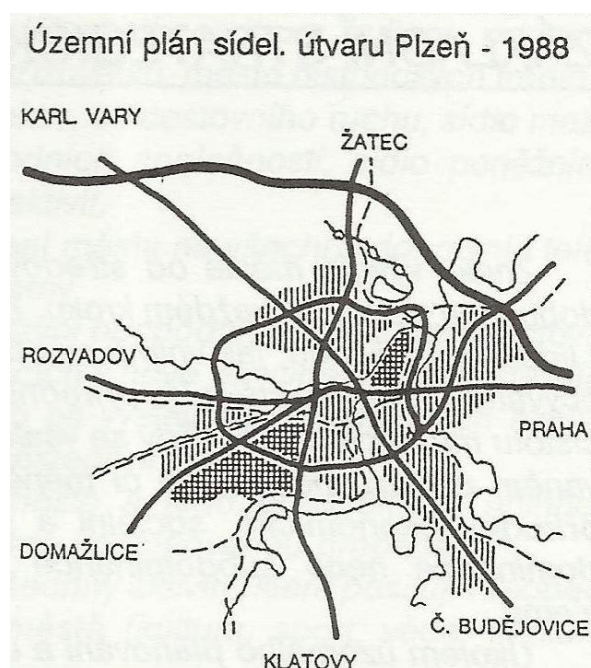 Územní plán sídel. útvaru Plzeň - 1988
KARL. VARY
ŽATEC
ROZVADOV
PRAHA
DOMAŽLICE
Č. BUDĚJOVICE
KLATOVY